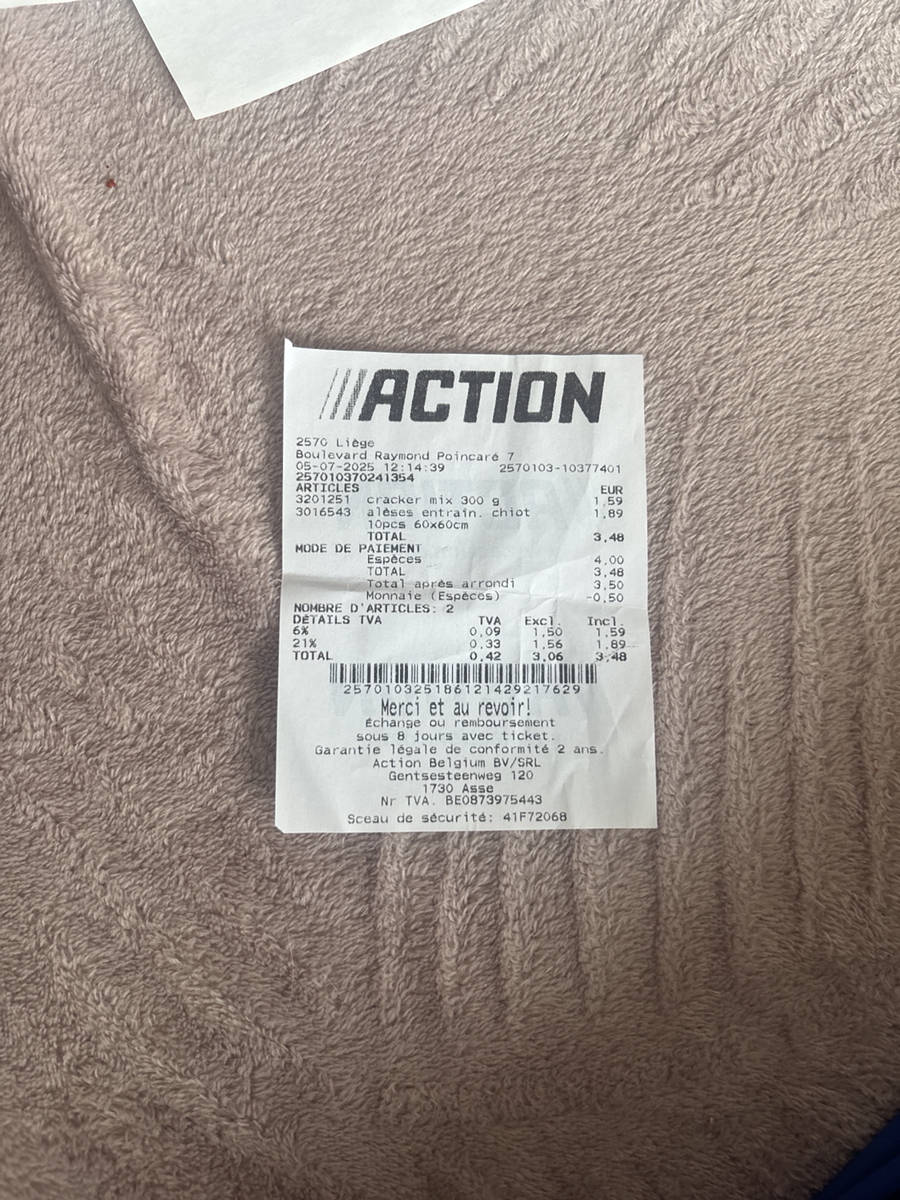 ACTION
2570 Liège
Boulevard Raymond Poincaré 7
05-07-2025 12:14:39 2570103-10377401
257010370241354
ARTICLES EUR
3201251 cracker mix 300 g 1,59
3016543 alèses entrain. chiot 1,89
10pcs 60x60cm
TOTAL 3,48
MODE DE PAIEMENT
Espèces 4,00
TOTAL 3,48
Total après arrondi 3,50
Monnaie (Espèces) -0,50
NOMBRE D'ARTICLES: 2
DÉTAILS TVA TVA Excl. Incl.
6% 0,09 1,50 1,59
21% 0,33 1,56 1,89
TOTAL 0,42 3,06 3,48
257010325186121429217629
Merci et au revoir!
Échange ou remboursement
sous 8 jours avec ticket.
Garantie légale de conformité 2 ans.
Action Belgium BV/SRL
Gentsesteenweg 120
1730 Asse
Nr TVA. BE0873975443
Sceau de sécurité: 41F72068